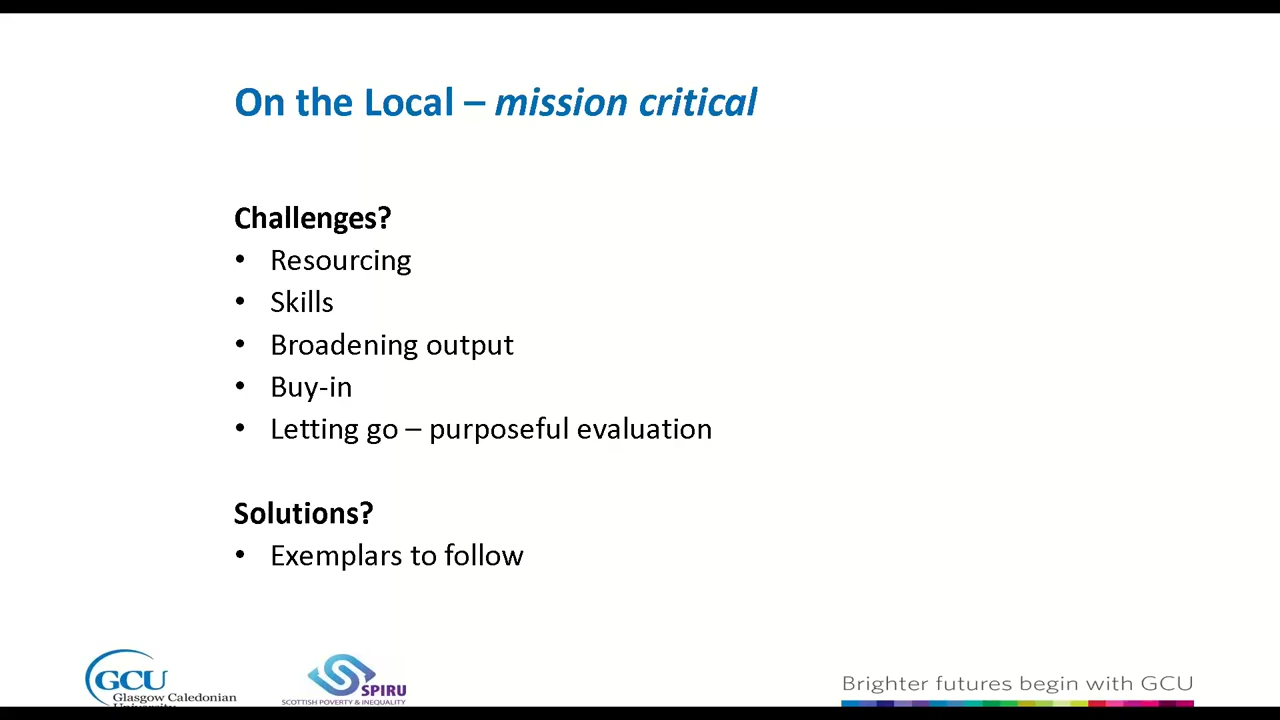 On the Local – mission critical
Challenges?
• Resourcing
• Skills
• Broadening output
• Buy-in
• Letting go – purposeful evaluation
Solutions?
• Exemplars to follow
GCU
Glasgow Caledonian
University
SPIRU
SCOTTISH POVERTY & INEQUALITY
Brighter futures begin with GCU